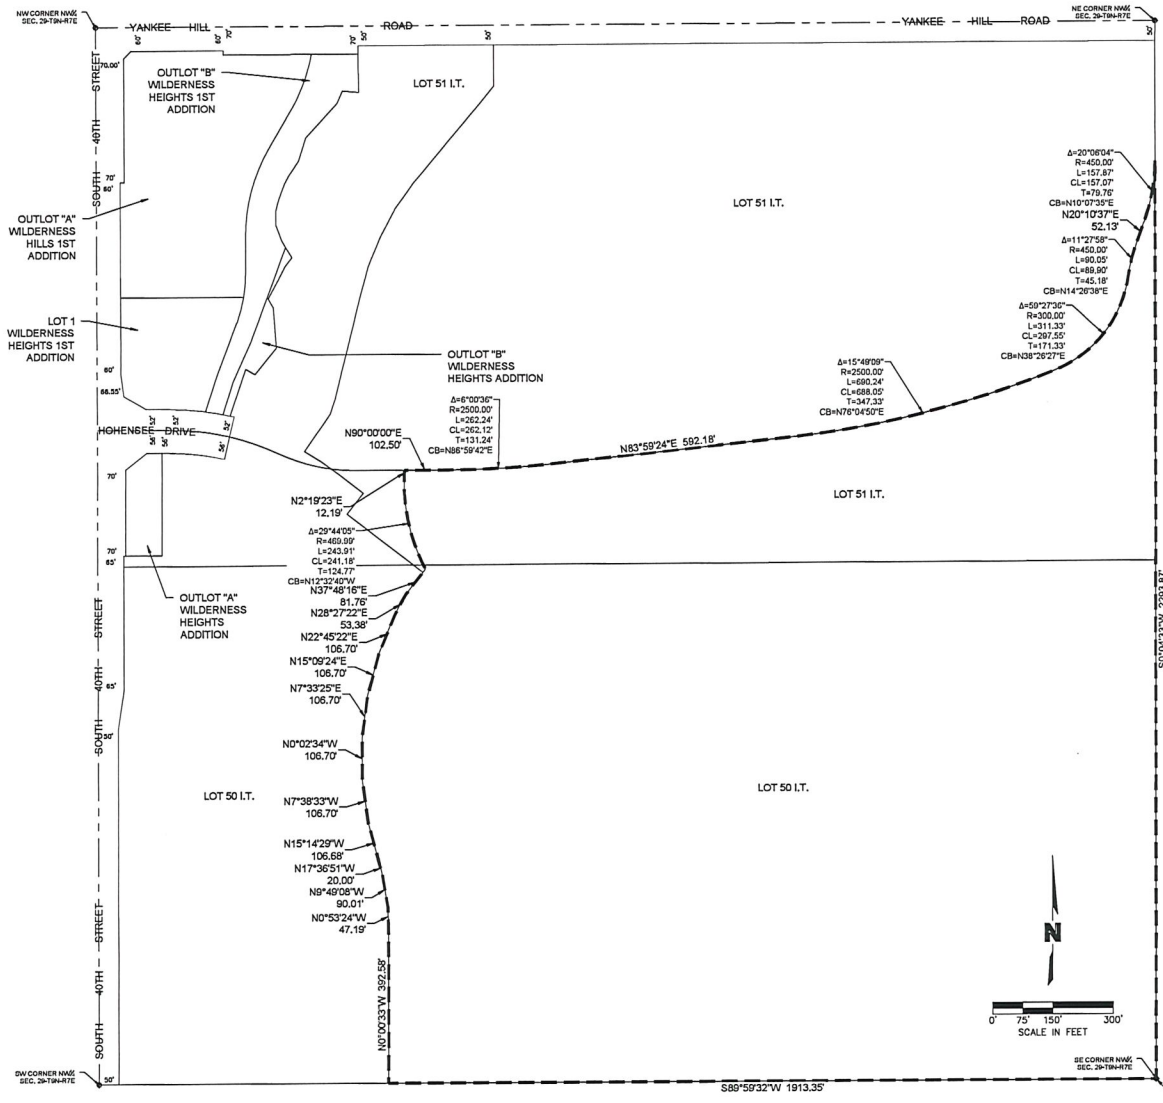 NW CORNER NW¼
SEC. 29-T9N-R7E
YANKEE HILL ROAD
YANKEE HILL ROAD
NE CORNER NW¼
SEC. 29-T9N-R7E
60'
60'
70'
70'
50'
50'
70.00'
SOUTH 40TH STREET
OUTLOT "B"
WILDERNESS
HEIGHTS 1ST
ADDITION
LOT 51 I.T.
LOT 51 I.T.
70'
60'
OUTLOT "A"
WILDERNESS
HILLS 1ST
ADDITION
Δ=20°06'04"
R=450.00'
L=157.87'
CL=157.07'
T=79.76'
CB=N10°07'35"E
N20°10'37"E
52.13'
Δ=11°27'58"
R=450.00'
L=90.05'
CL=89.90'
T=45.18'
CB=N14°26'38"E
Δ=59°27'36"
R=300.00'
L=311.33'
CL=297.55'
T=171.33'
CB=N38°26'27"E
LOT 1
WILDERNESS
HEIGHTS 1ST
ADDITION
OUTLOT "B"
WILDERNESS
HEIGHTS ADDITION
60'
66.55'
Δ=15°49'09"
R=2500.00'
L=690.24'
CL=688.05'
T=347.33'
CB=N76°04'50"E
Δ=6°00'36"
R=2500.00'
L=262.24'
CL=262.12'
T=131.24'
CB=N86°59'42"E
HOHENSEE DRIVE
52'
52'
52'
56'
56'
56'
N90°00'00"E
102.50'
N83°59'24"E 592.18'
70'
LOT 51 I.T.
N2°19'23"E
12.19'
Δ=29°44'05"
R=469.99'
L=243.91'
CL=241.18'
T=124.77'
CB=N12°32'40"W
70'
65'
N37°48'16"E
81.76'
N28°27'22"E
53.38'
N22°45'22"E
106.70'
N15°09'24"E
106.70'
N7°33'25"E
106.70'
OUTLOT "A"
WILDERNESS
HEIGHTS
ADDITION
SOUTH 40TH STREET
65'
50'
S0°04'33"W 2293.87'
N0°02'34"W
106.70'
LOT 50 I.T.
LOT 50 I.T.
N7°38'33"W
106.70'
N15°14'29"W
106.68'
N17°36'51"W
20.00'
N9°49'08"W
90.01'
N0°53'24"W
47.19'
SOUTH 40TH STREET
N0°00'33"W 392.58'
N
0' 75' 150' 300'
SCALE IN FEET
SW CORNER NW¼
SEC. 29-T9N-R7E
50'
SE CORNER NW¼
SEC. 29-T9N-R7E
S89°59'32"W 1913.35'